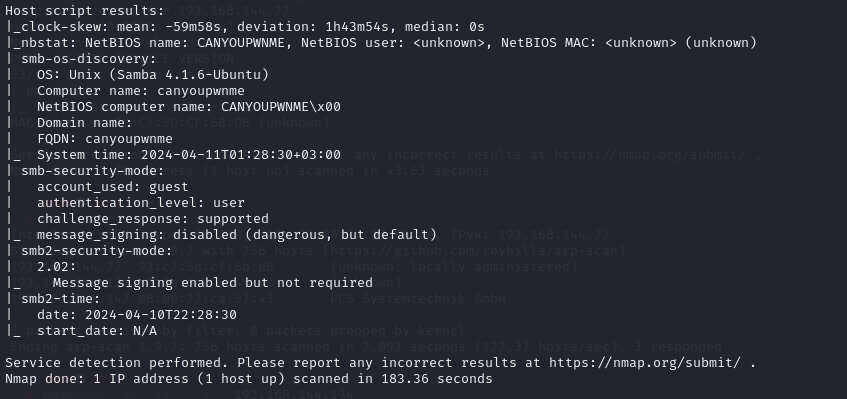 Host script results:
|_clock-skew: mean: -59m58s, deviation: 1h43m54s, median: 0s
|_nbstat: NetBIOS name: CANYOUPWNME, NetBIOS user: <unknown>, NetBIOS MAC: <unknown> (unknown)
| smb-os-discovery:
|   OS: Unix (Samba 4.1.6-Ubuntu)
|   Computer name: canyoupwnme
|   NetBIOS computer name: CANYOUPWNME\x00
|   Domain name:
|   FQDN: canyoupwnme
|_  System time: 2024-04-11T01:28:30+03:00
| smb-security-mode:
|   account_used: guest
|   authentication_level: user
|   challenge_response: supported
|_  message_signing: disabled (dangerous, but default)
| smb2-security-mode:
|   2.02:
|_    Message signing enabled but not required
| smb2-time:
|   date: 2024-04-10T22:28:30
|_  start_date: N/A
Service detection performed. Please report any incorrect results at https://nmap.org/submit/ .
Nmap done: 1 IP address (1 host up) scanned in 183.36 seconds